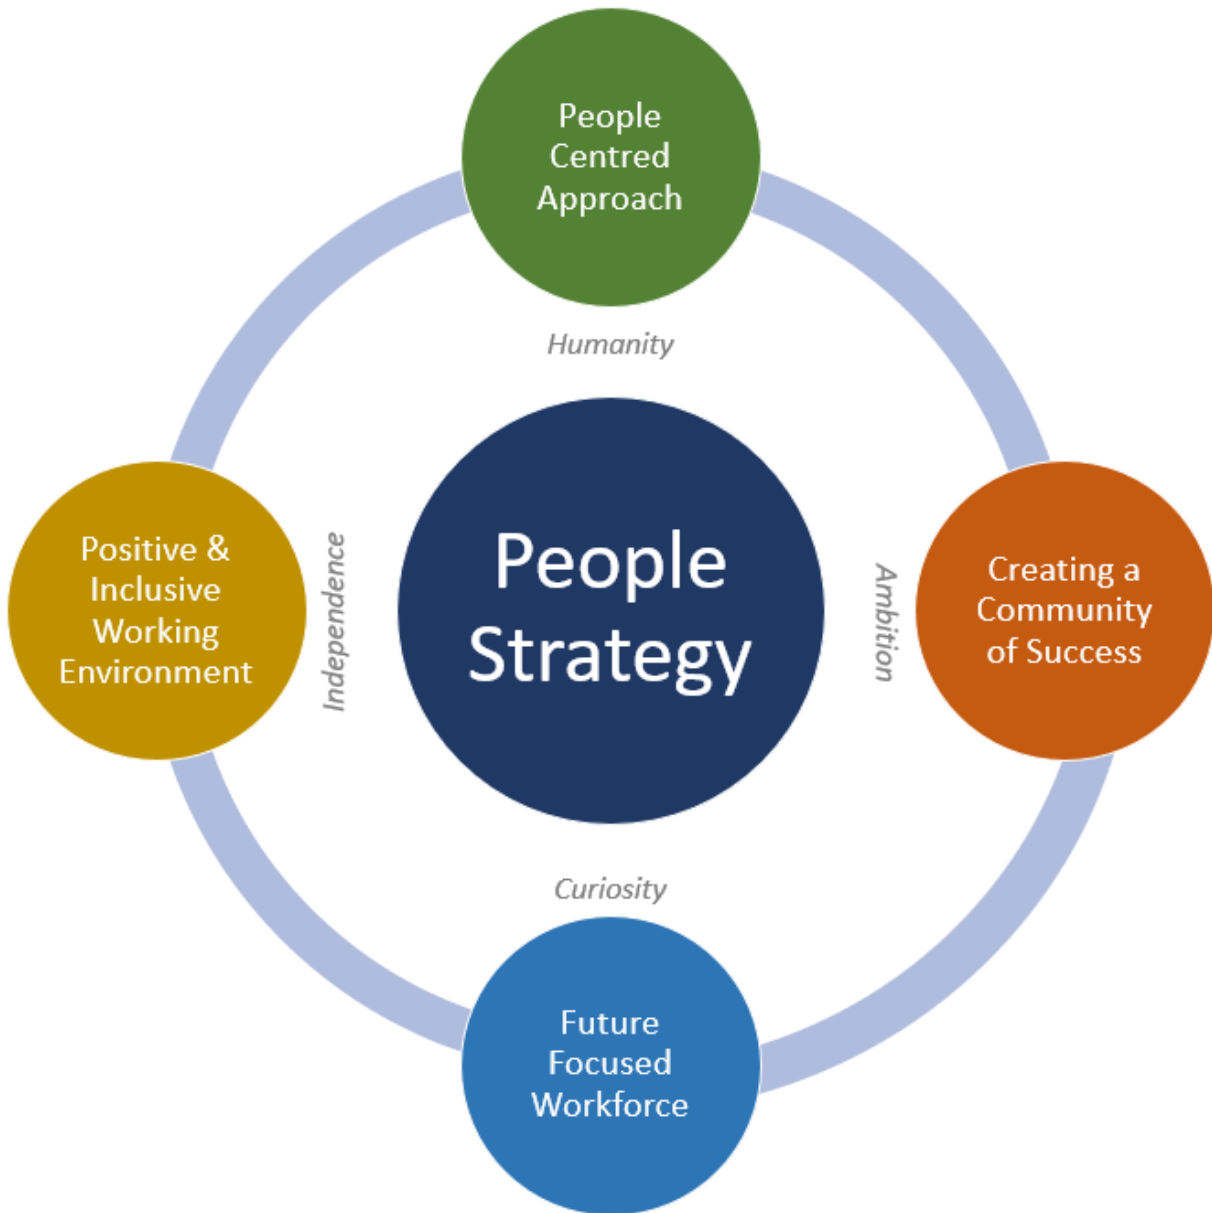 People
Centred
Approach
Humanity
Positive &
Inclusive
Working
Environment
Independence
People
Strategy
Ambition
Creating a
Community
of Success
Curiosity
Future
Focused
Workforce